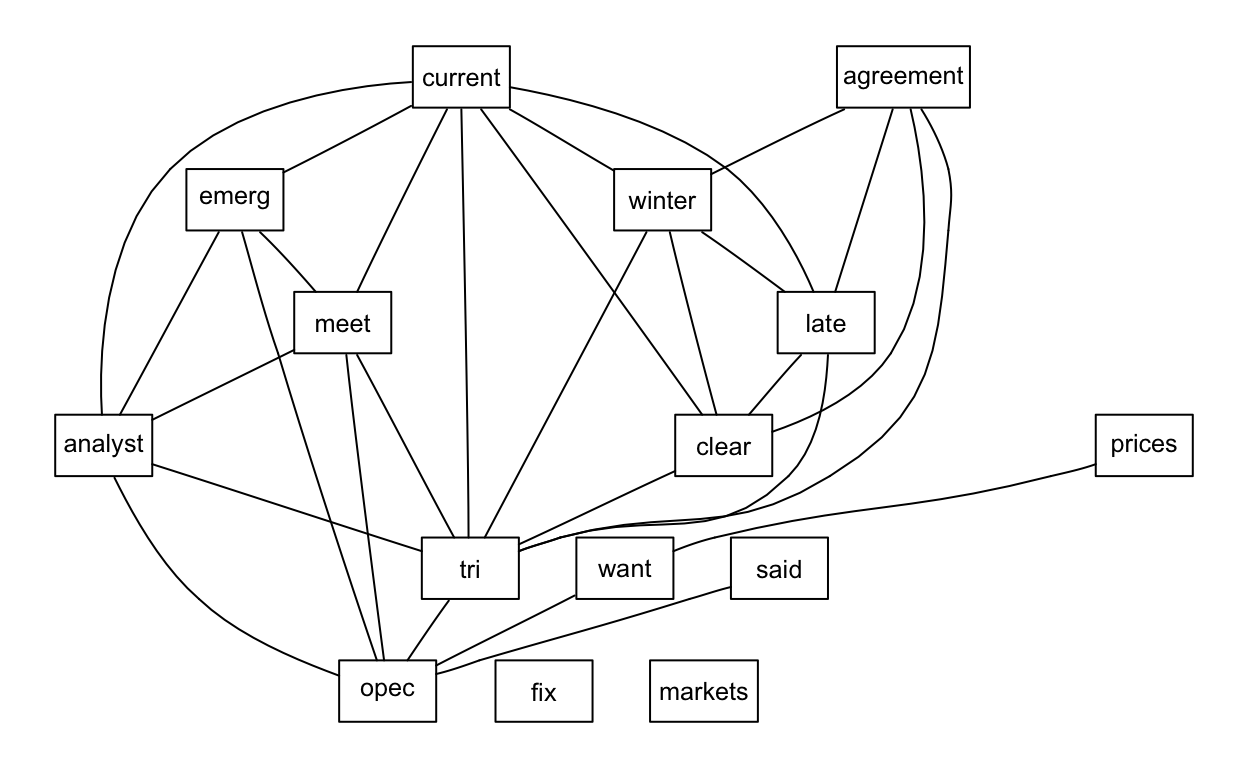 current
agreement
emerg
winter
meet
late
analyst
clear
prices
tri
want
said
opec
fix
markets